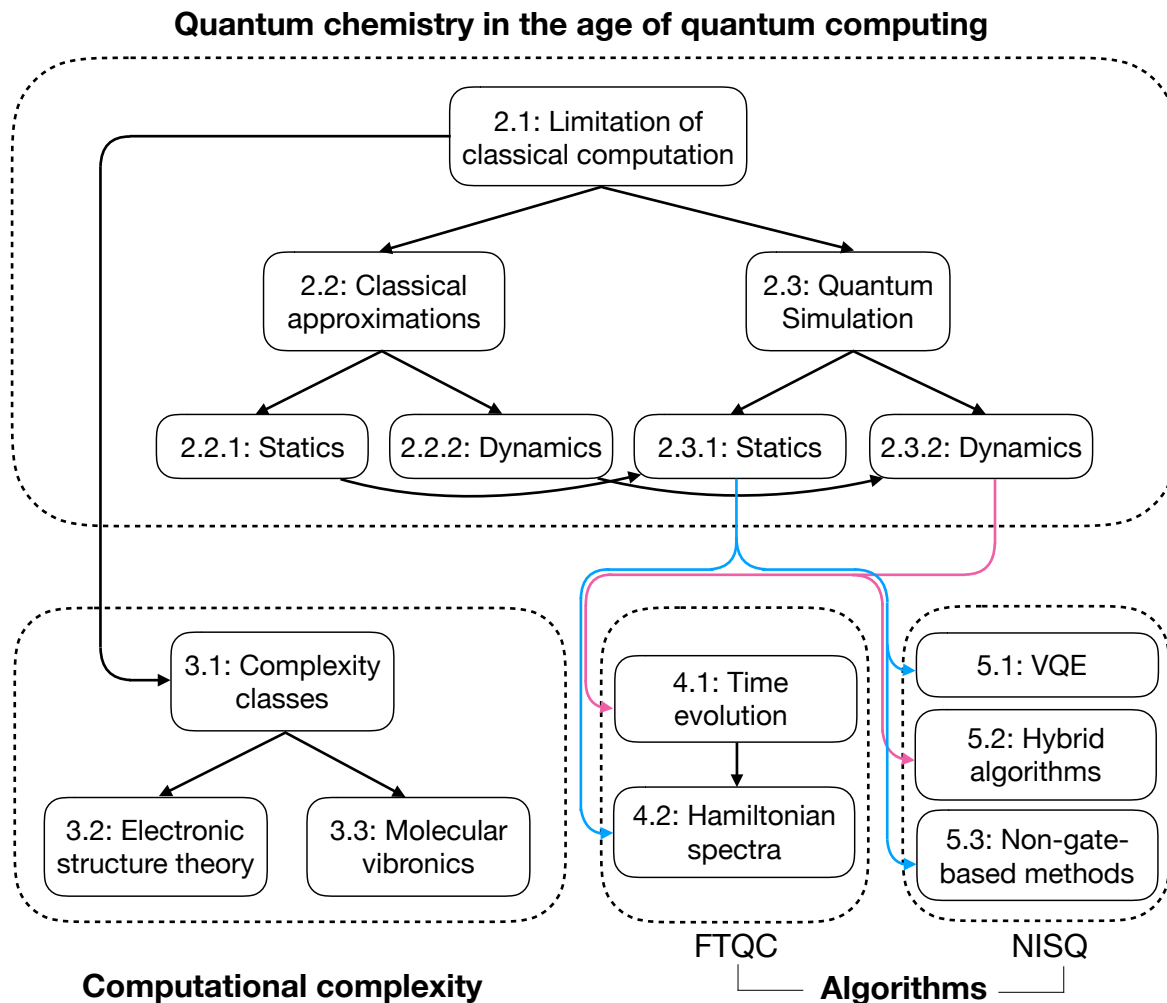 Quantum chemistry in the age of quantum computing
2.1: Limitation of
classical computation
2.2: Classical
approximations
2.3: Quantum
Simulation
2.2.1: Statics
2.2.2: Dynamics
2.3.1: Statics
2.3.2: Dynamics
3.1: Complexity
classes
3.2: Electronic
structure theory
3.3: Molecular
vibronics
4.1: Time
evolution
4.2: Hamiltonian
spectra
5.1: VQE
5.2: Hybrid
algorithms
5.3: Non-gate-
based methods
FTQC
NISQ
Computational complexity
Algorithms